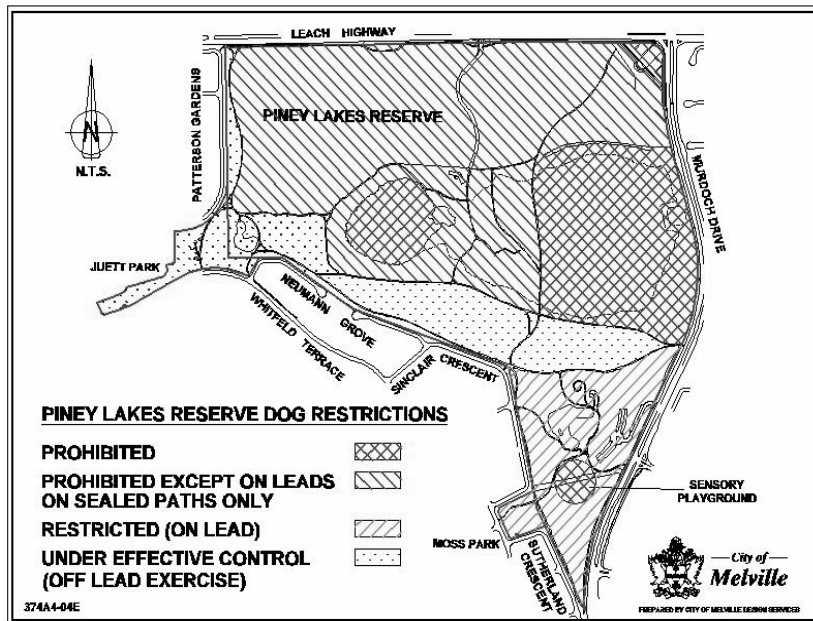 LEACH HIGHWAY
PATTERSON GARDENS
N
N.T.S.
PINEY LAKES RESERVE
MURDOCH DRIVE
JUETT PARK
NEUMANN GROVE
WHITFELD TERRACE
SINCLAIR CRESCENT
PINEY LAKES RESERVE DOG RESTRICTIONS
PROHIBITED
PROHIBITED EXCEPT ON LEADS
ON SEALED PATHS ONLY
RESTRICTED (ON LEAD)
UNDER EFFECTIVE CONTROL
(OFF LEAD EXERCISE)
SENSORY
PLAYGROUND
MOSS PARK
SUTHERLAND
CRESCENT
City of
Melville
374A4-04E
PREPARED BY CITY OF MELVILLE DESIGN SERVICES